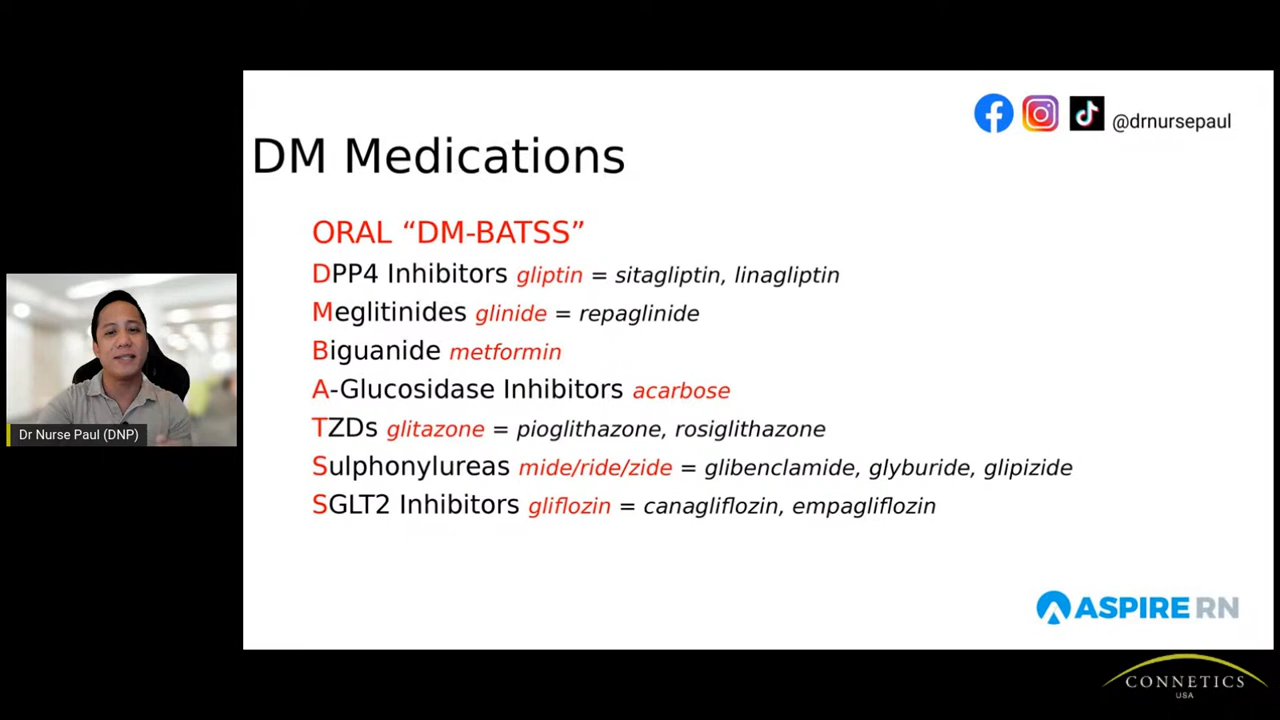 @drnursepaul
DM Medications
ORAL “DM-BATSS”
DPP4 Inhibitors gliptin = sitagliptin, linagliptin
Meglitinides glinide = repaglinide
Biguanide metformin
A-Glucosidase Inhibitors acarbose
TZDs glitazone = pioglithazone, rosiglithazone
Sulphonylureas mide/ride/zide = glibenclamide, glyburide, glipizide
SGLT2 Inhibitors gliflozin = canagliflozin, empagliflozin
Dr Nurse Paul (DNP)
ASPIRE RN
CONNETICS
USA